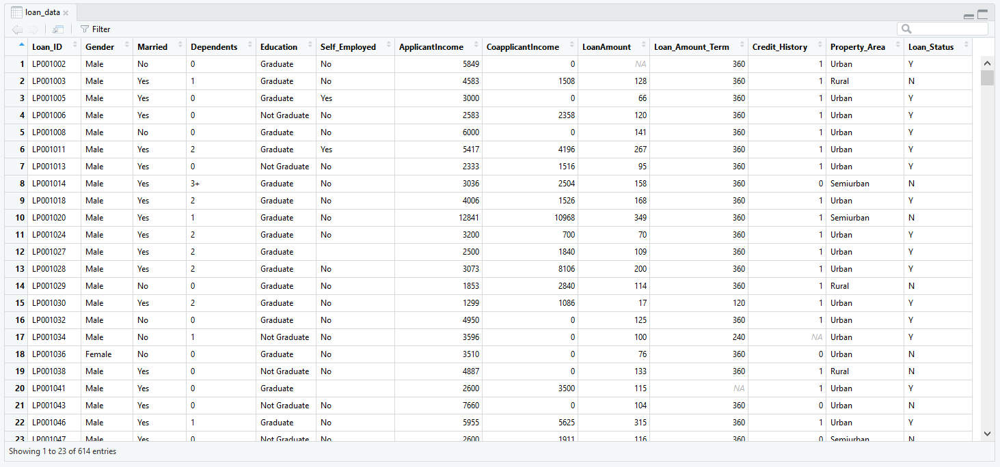 loan_data
Filter
Loan_ID Gender Married Dependents Education Self_Employed ApplicantIncome CoapplicantIncome LoanAmount Loan_Amount_Term Credit_History Property_Area Loan_Status
1 LP001002 Male No 0 Graduate No 5849 0 NA 360 1 Urban Y
2 LP001003 Male Yes 1 Graduate No 4583 1508 128 360 1 Rural N
3 LP001005 Male Yes 0 Graduate Yes 3000 0 66 360 1 Urban Y
4 LP001006 Male Yes 0 Not Graduate No 2583 2358 120 360 1 Urban Y
5 LP001008 Male No 0 Graduate No 6000 0 141 360 1 Urban Y
6 LP001011 Male Yes 2 Graduate Yes 5417 4196 267 360 1 Urban Y
7 LP001013 Male Yes 0 Not Graduate No 2333 1516 95 360 1 Urban Y
8 LP001014 Male Yes 3+ Graduate No 3036 2504 158 360 0 Semiurban N
9 LP001018 Male Yes 2 Graduate No 4006 1526 168 360 1 Urban Y
10 LP001020 Male Yes 1 Graduate No 12841 10968 349 360 1 Semiurban N
11 LP001024 Male Yes 2 Graduate No 3200 700 70 360 1 Urban Y
12 LP001027 Male Yes 2 Graduate 2500 1840 109 360 1 Urban Y
13 LP001028 Male Yes 2 Graduate No 3073 8106 200 360 1 Urban Y
14 LP001029 Male No 0 Graduate No 1853 2840 114 360 1 Rural N
15 LP001030 Male Yes 2 Graduate No 1299 1086 17 120 1 Urban Y
16 LP001032 Male No 0 Graduate No 4950 0 125 360 1 Urban Y
17 LP001034 Male No 1 Not Graduate No 3596 0 100 240 NA Urban Y
18 LP001036 Female No 0 Graduate No 3510 0 76 360 0 Urban N
19 LP001038 Male Yes 0 Not Graduate No 4887 0 133 360 1 Rural N
20 LP001041 Male Yes 0 Graduate 2600 3500 115 NA 1 Urban Y
21 LP001043 Male Yes 0 Not Graduate No 7660 0 104 360 0 Urban N
22 LP001046 Male Yes 1 Graduate No 5955 5625 315 360 1 Urban Y
23 LP001047 Male Yes 0 Not Graduate No 2600 1911 116 360 0 Semiurban N
Showing 1 to 23 of 614 entries